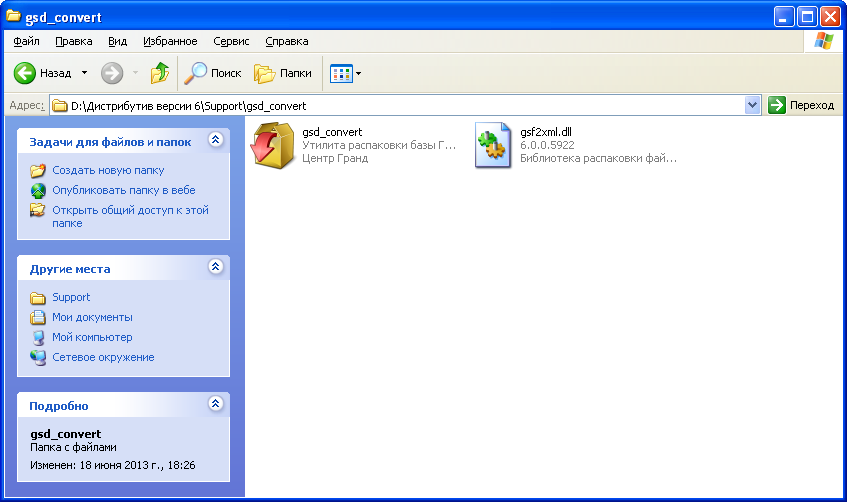 gsd_convert
Файл Правка Вид Избранное Сервис Справка
Назад Поиск Папки
Адрес: D:\Дистрибутив версии 6\Support\gsd_convert Переход
Задачи для файлов и папок
Создать новую папку
Опубликовать папку в вебе
Открыть общий доступ к этой
папке
Другие места
Support
Мои документы
Мой компьютер
Сетевое окружение
Подробно
gsd_convert
Папка с файлами
Изменен: 18 июня 2013 г., 18:26
gsd_convert
Утилита распаковки базы Г...
Центр Гранд
gsf2xml.dll
6.0.0.5922
Библиотека распаковки фай...